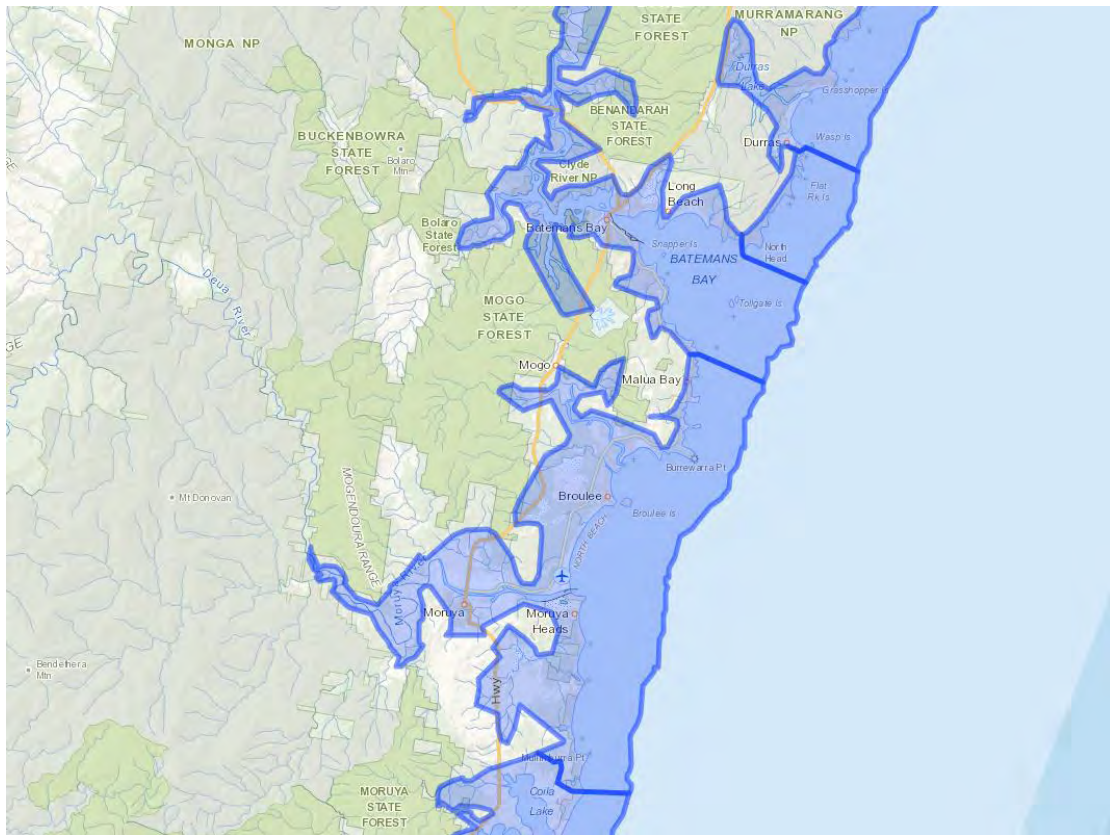 STATE
FOREST
MURRAMARANG
NP
MONGA NP
Durras
Lake
Grasshopper Is
BENANDARAH
STATE
FOREST
BUCKENBOWRA
STATE
FOREST
Bolaro
Mtn
Wasp Is
Durras
Clyde
River NP
Long
Beach
Flat
Rk Is
Bolaro
State
Forest
Batemans Bay
Snapper Is
North
Head
BATEMANS
BAY
Deua River
Tollgate Is
MOGO
STATE
FOREST
Mogo
Malua Bay
Burrewarra Pt
Mt Donovan
MOGENDOURA RANGE
Broulee
Broulee Is
NORTH BEACH
Moruya River
Moruya
Moruya
Heads
Bendethera
Mtn
Hwy
MORUYA
STATE
FOREST
Coila
Lake